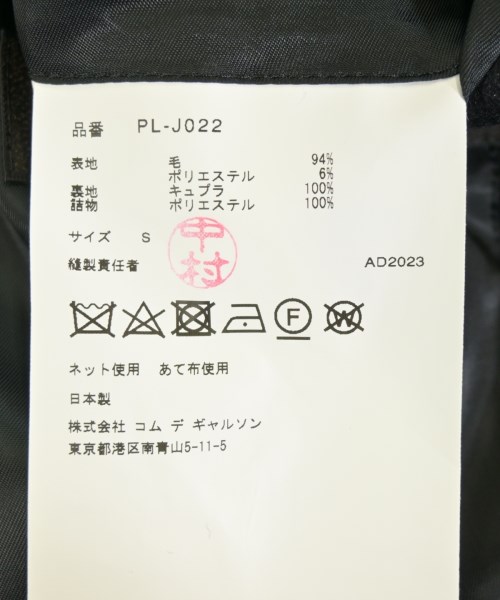 品番 PL-J022
表地 毛 94%
ポリエステル 6%
裏地 キュプラ 100%
詰物 ポリエステル 100%
サイズ S
中村
縫製責任者 AD2023
F W
ネット使用 あて布使用
日本製
株式会社 コム デ ギャルソン
東京都港区南青山5-11-5